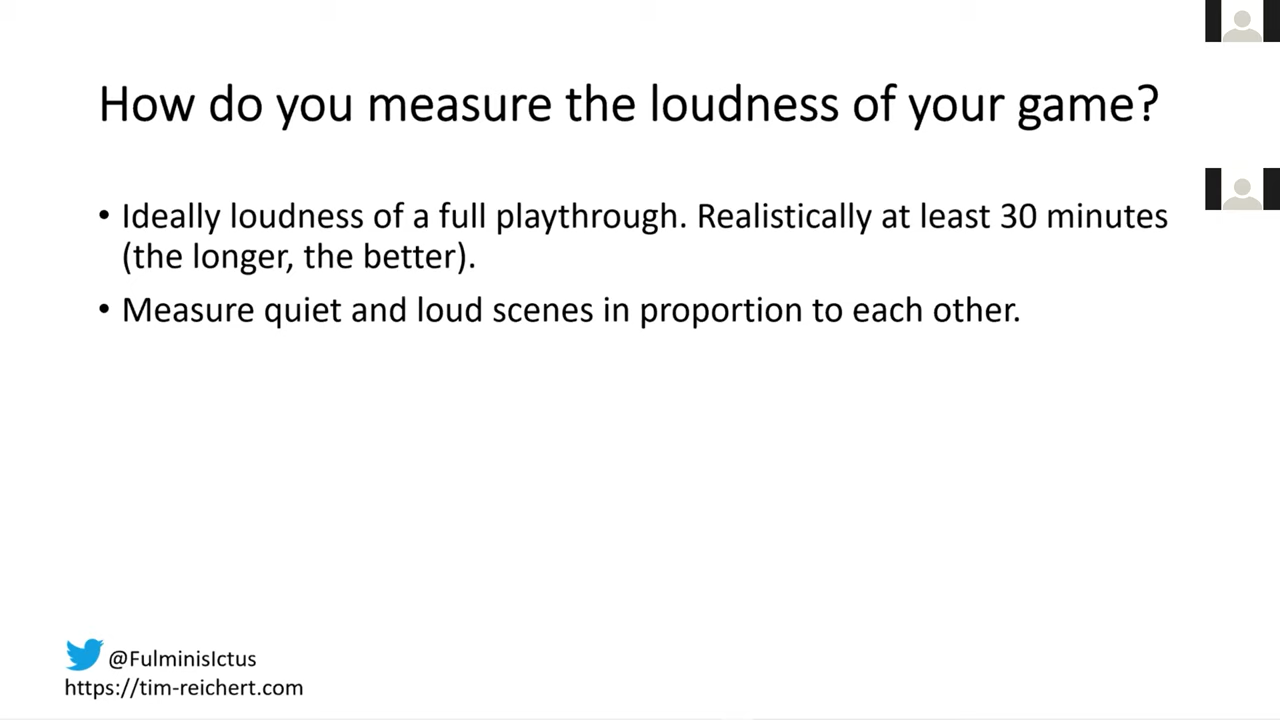 How do you measure the loudness of your game?
• Ideally loudness of a full playthrough. Realistically at least 30 minutes
(the longer, the better).
• Measure quiet and loud scenes in proportion to each other.
@FulminisIctus
https://tim-reichert.com